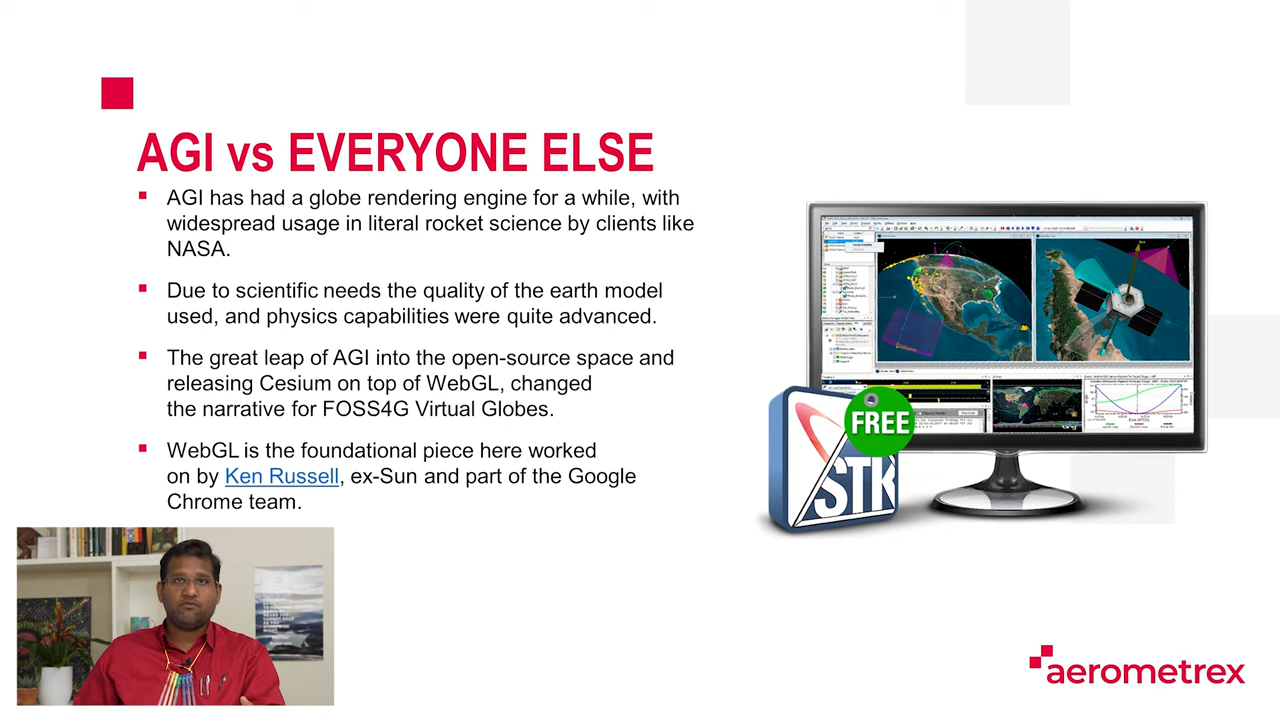 AGI vs EVERYONE ELSE
AGI has had a globe rendering engine for a while, with
widespread usage in literal rocket science by clients like
NASA.
Due to scientific needs the quality of the earth model
used, and physics capabilities were quite advanced.
The great leap of AGI into the open-source space and
releasing Cesium on top of WebGL, changed
the narrative for FOSS4G Virtual Globes.
WebGL is the foundational piece here worked
on by Ken Russell, ex-Sun and part of the Google
Chrome team.
FREE
STK
aerometrex